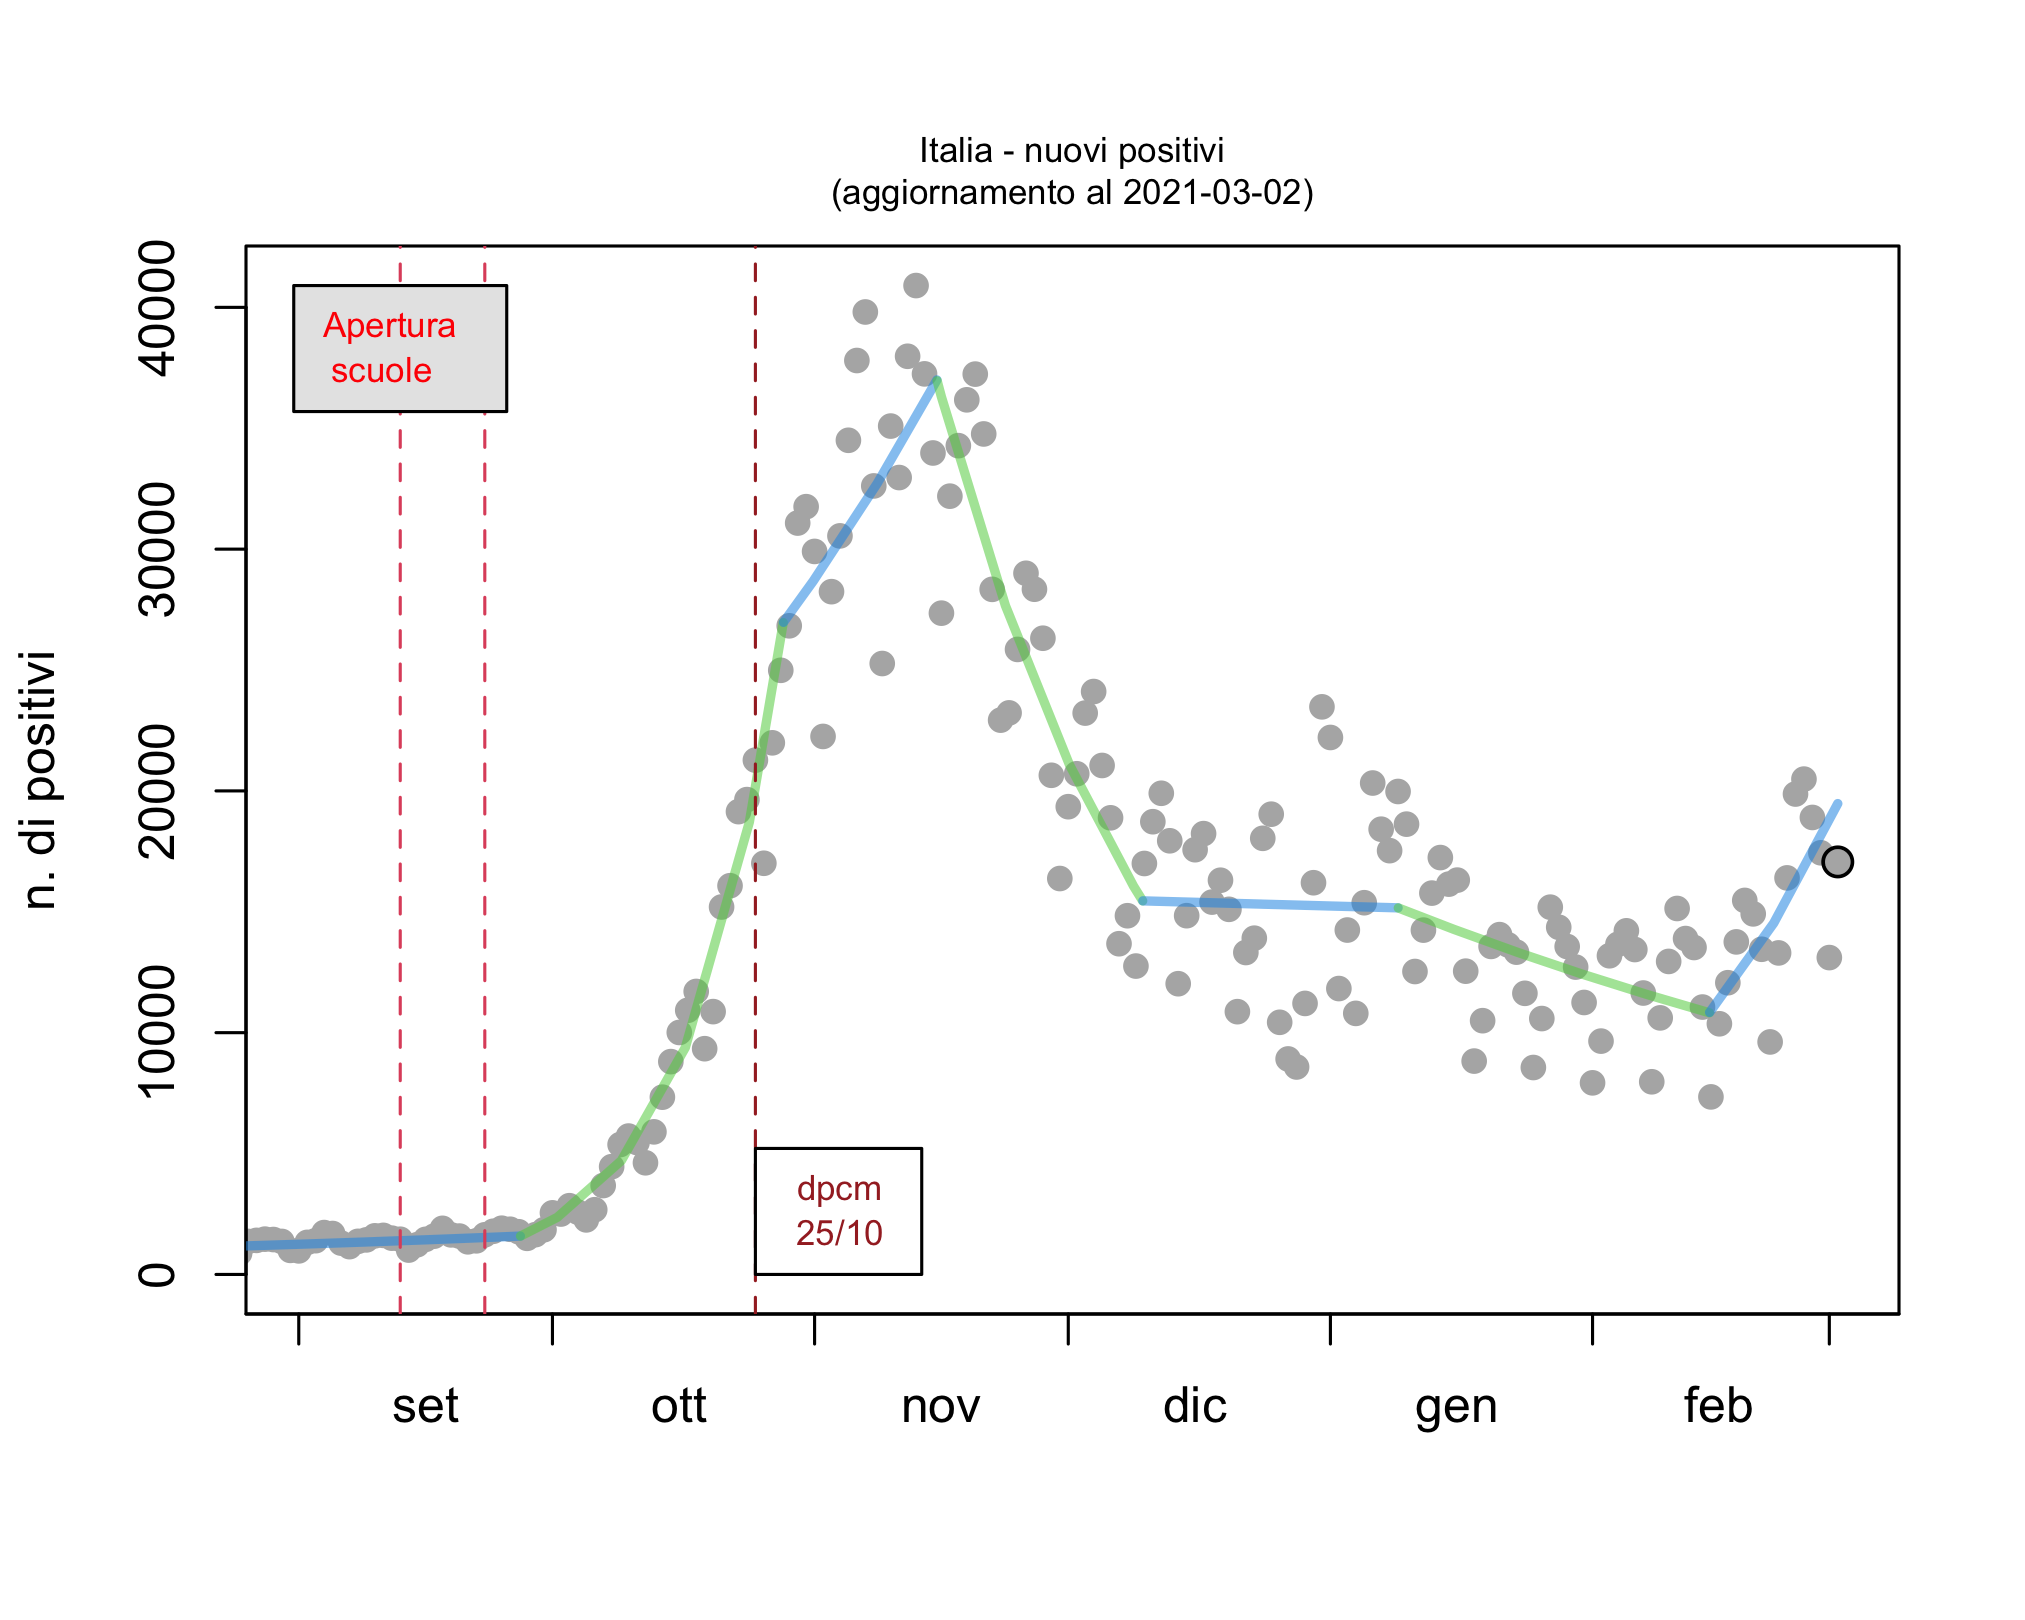 Italia - nuovi positivi
(aggiornamento al 2021-03-02)
n. di positivi
40000
30000
20000
10000
0
Apertura
scuole
dpcm
25/10
set
ott
nov
dic
gen
feb